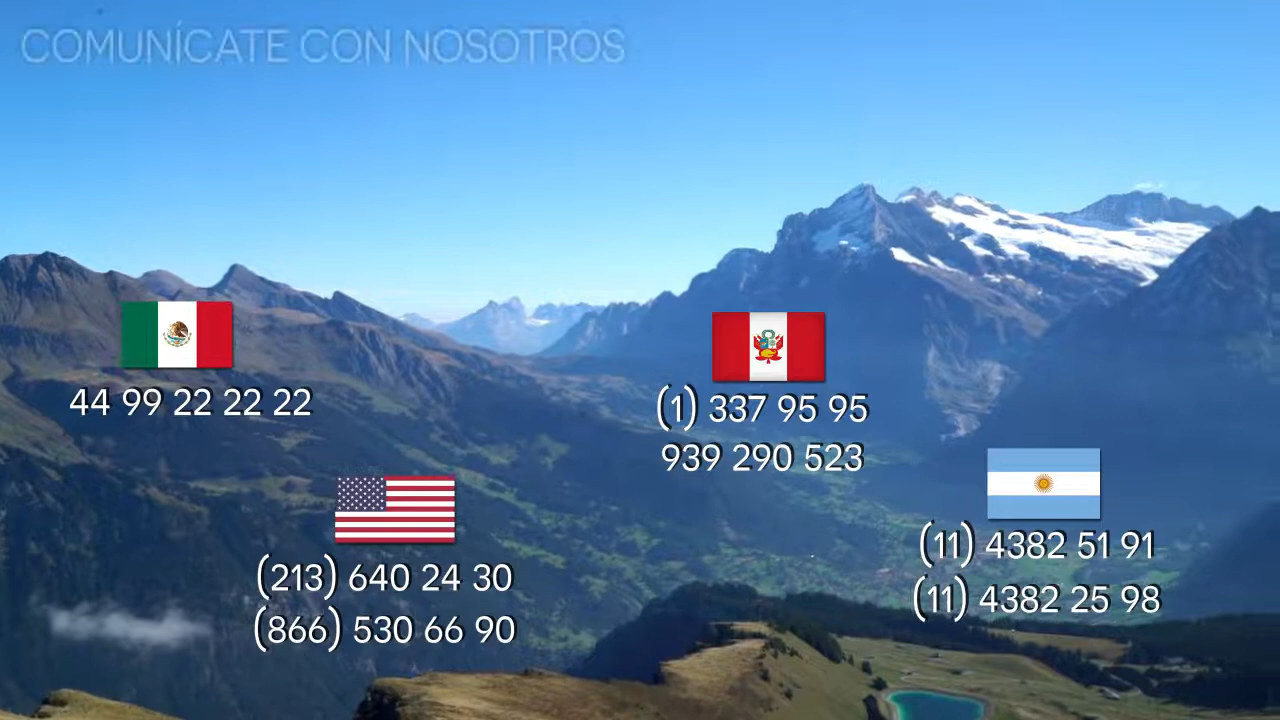 COMUNÍCATE CON NOSOTROS
44 99 22 22 22
(213) 640 24 30
(866) 530 66 90
(1) 337 95 95
939 290 523
(11) 4382 51 91
(11) 4382 25 98